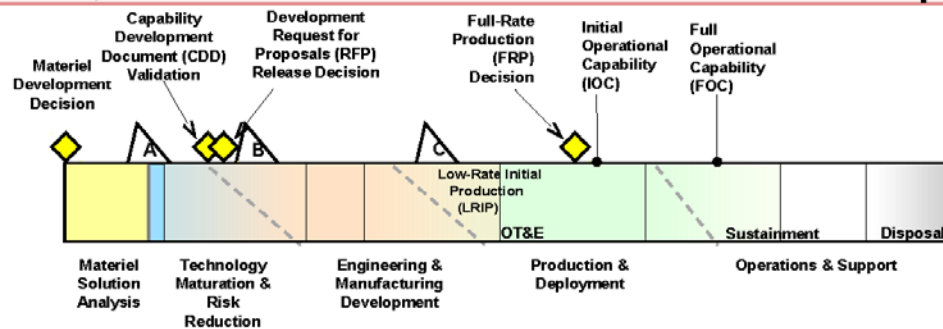 Materiel
Development
Decision
Capability
Development
Document (CDD)
Validation
Development
Request for
Proposals (RFP)
Release Decision
Full-Rate
Production
(FRP)
Decision
Initial
Operational
Capability
(IOC)
Full
Operational
Capability
(FOC)
A
B
C
Low-Rate Initial
Production
(LRIP)
OT&E
Sustainment
Disposal
Materiel
Solution
Analysis
Technology
Maturation &
Risk
Reduction
Engineering &
Manufacturing
Development
Production &
Deployment
Operations & Support